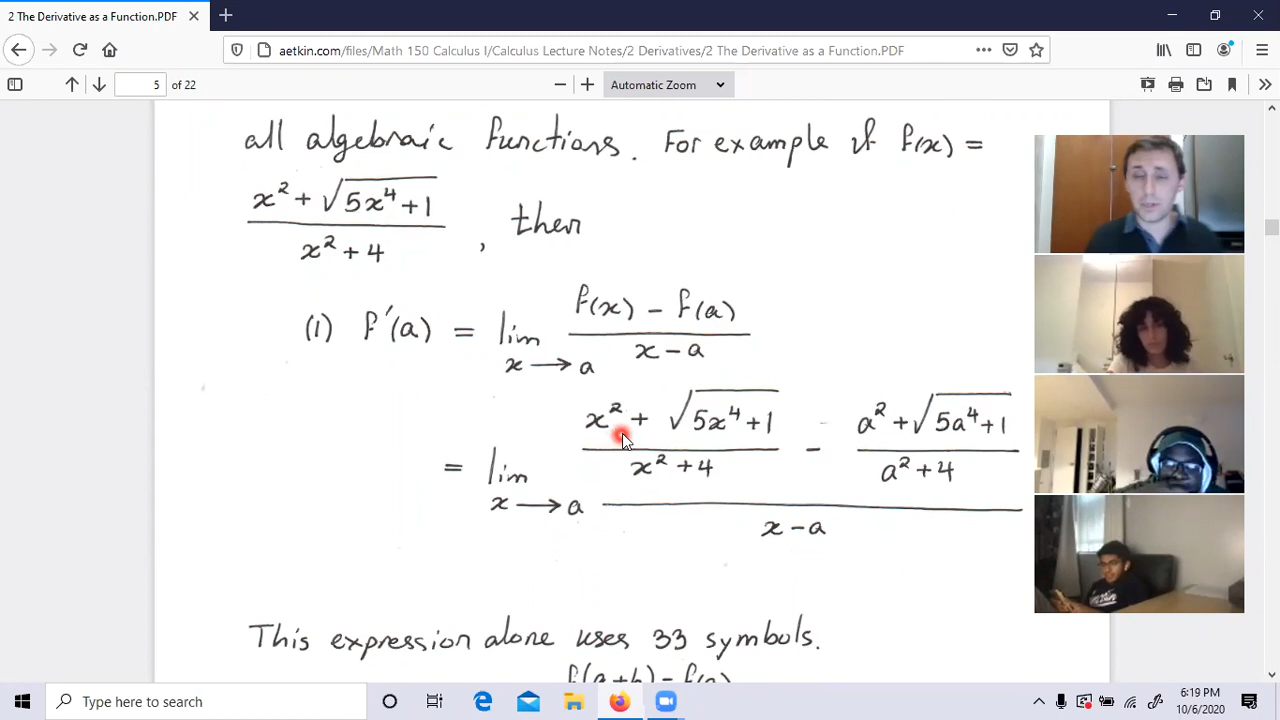 2 The Derivative as a Function.PDF
aetkin.com/files/Math 150 Calculus I/Calculus Lecture Notes/2 Derivatives/2 The Derivative as a Function.PDF
5 of 22
Automatic Zoom
all algebraic functions. For example if f(x) =
x² + √(5x⁴+1)
x² + 4
, then
(1) f'(a) = lim x→a
f(x) - f(a)
x - a
= lim x→a
x² + √(5x⁴+1) / x² + 4 - a² + √(5a⁴+1) / a² + 4
x - a
This expression alone uses 33 symbols.
f(a+h) - f(a)
Type here to search
6:19 PM
10/6/2020